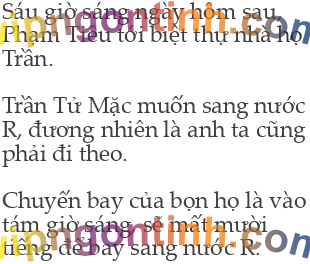 Sáu giờ sáng ngày hôm sau,
Phạm Tiêu tới biệt thự nhà họ
Trần.
Trần Tử Mặc muốn sang nước
R, đương nhiên là anh ta cũng
phải đi theo.
Chuyến bay của bọn họ là vào
tám giờ sáng, sẽ mất mười
tiếng để bay sang nước R.